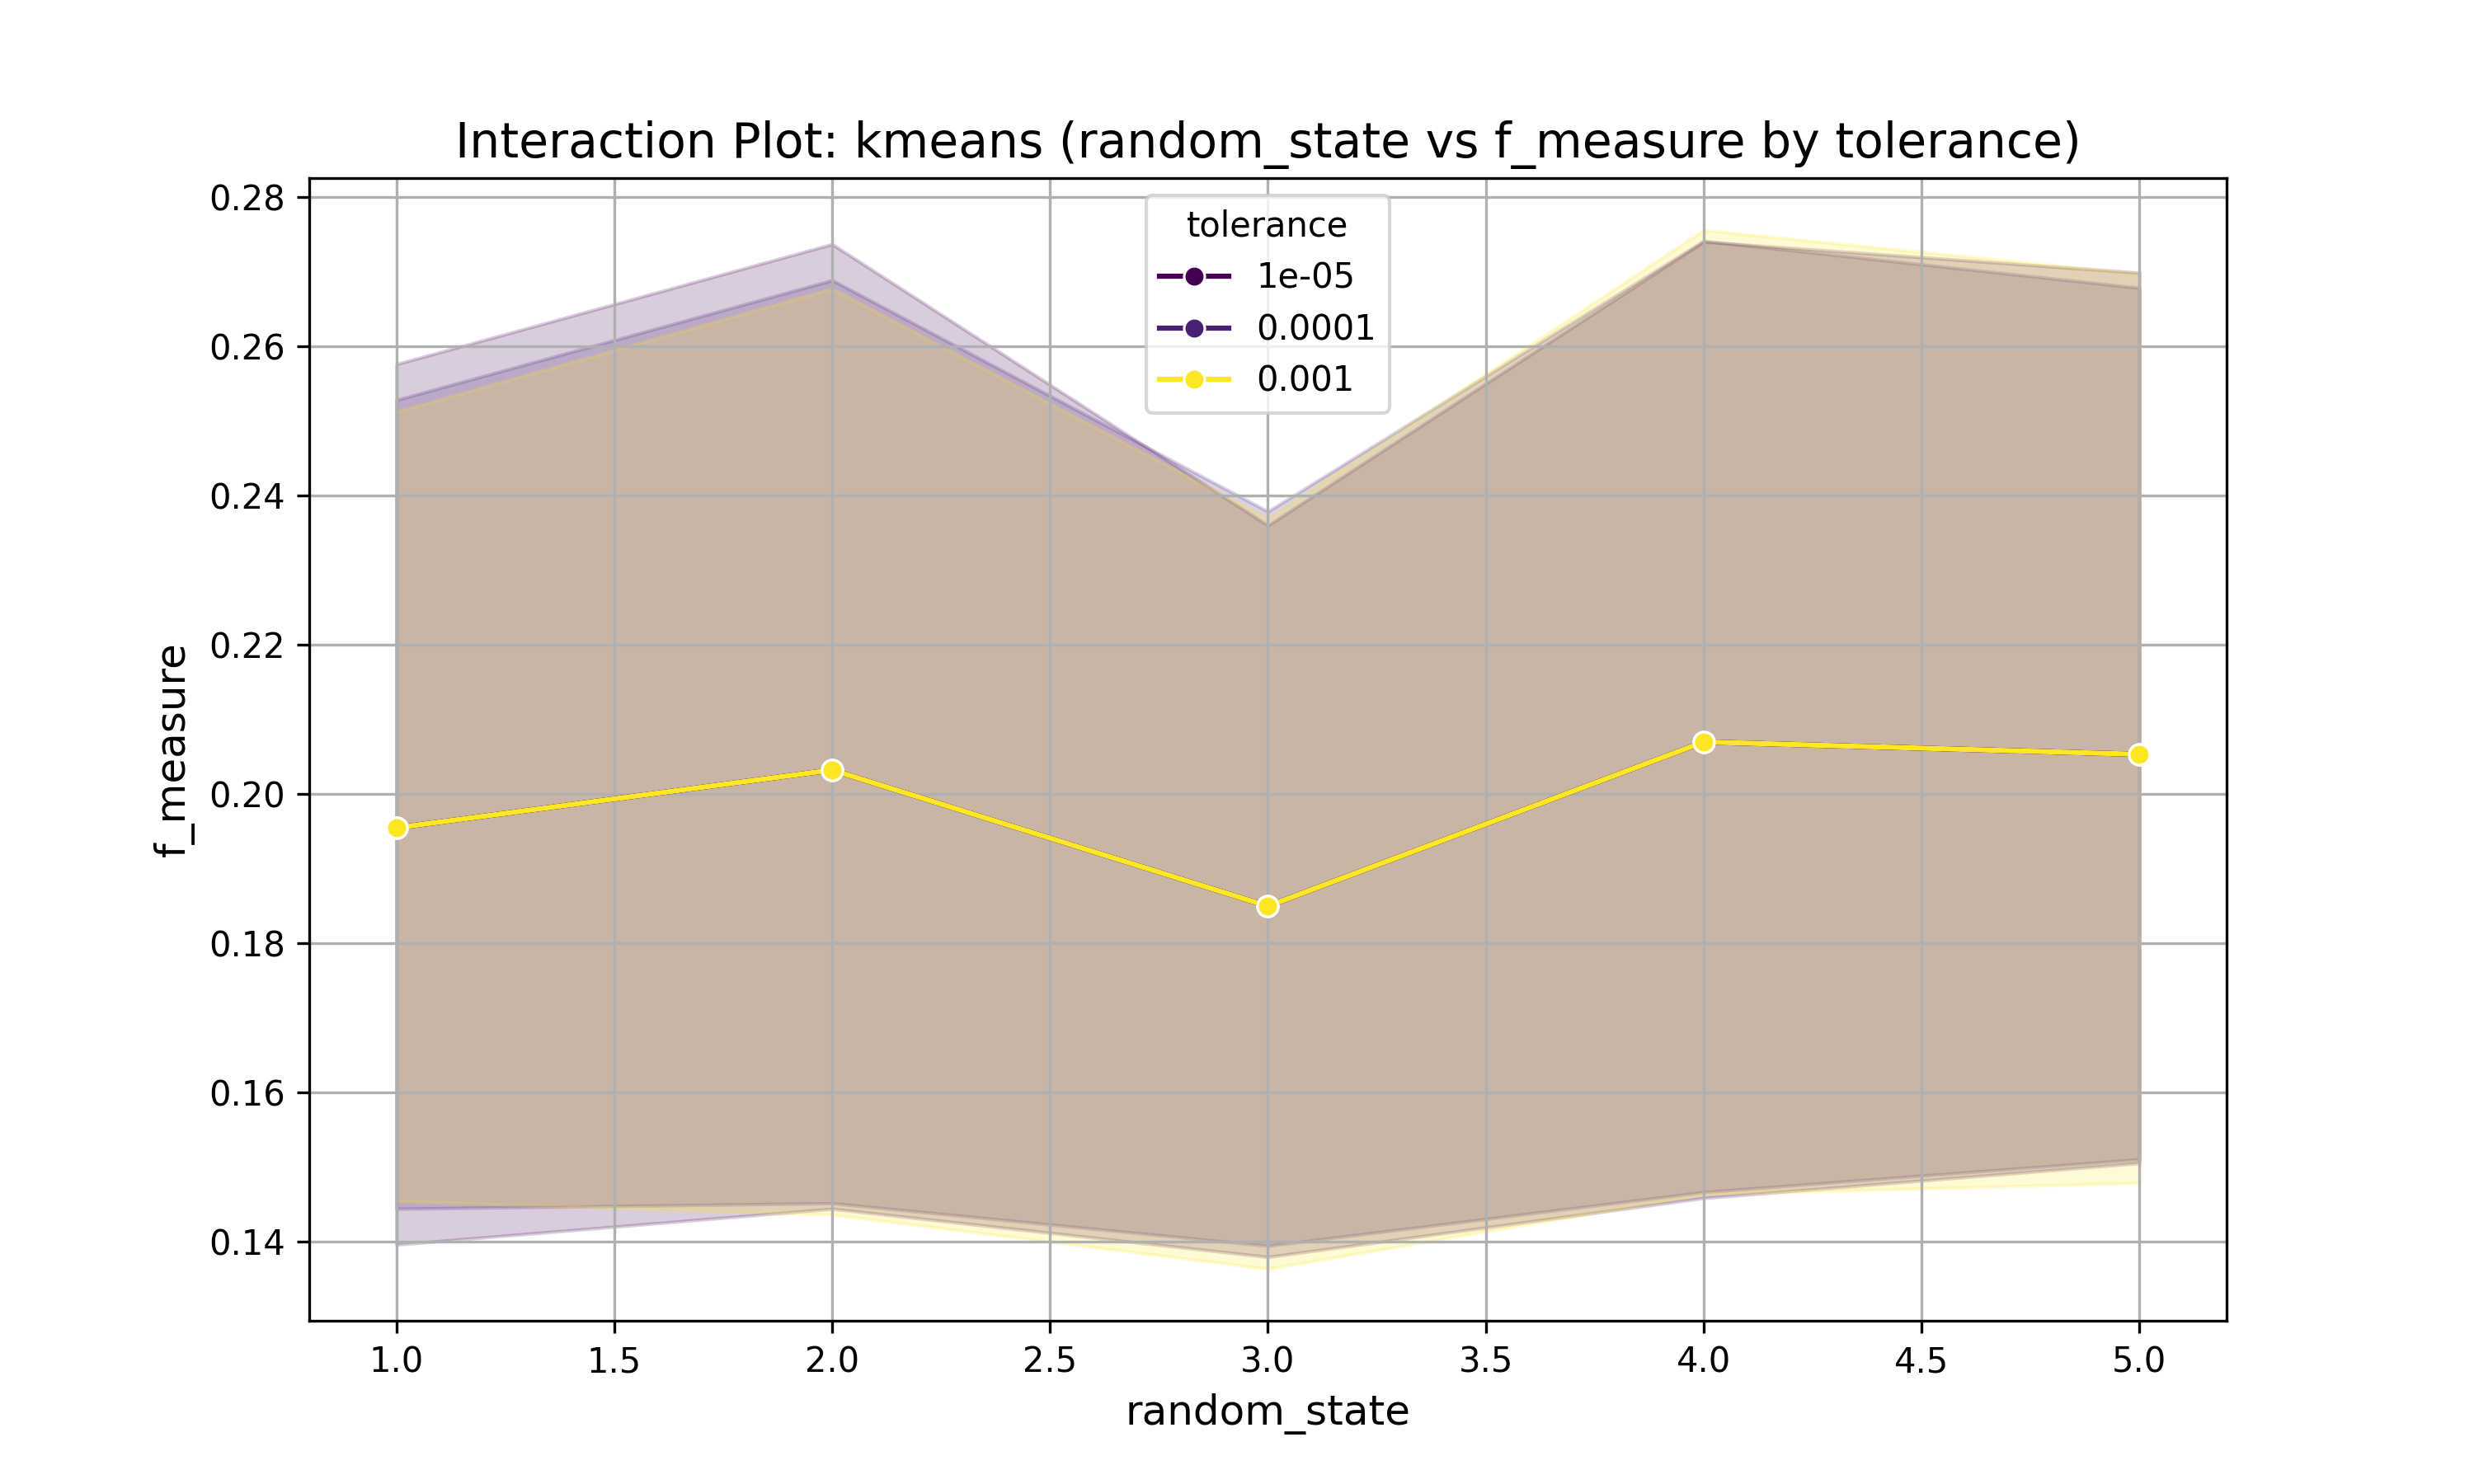 Interaction Plot: kmeans (random_state vs f_measure by tolerance)
tolerance
1e-05
0.0001
0.001
0.28
0.26
0.24
0.22
0.20
0.18
0.16
0.14
f_measure
1.0 1.5 2.0 2.5 3.0 3.5 4.0 4.5 5.0
random_state